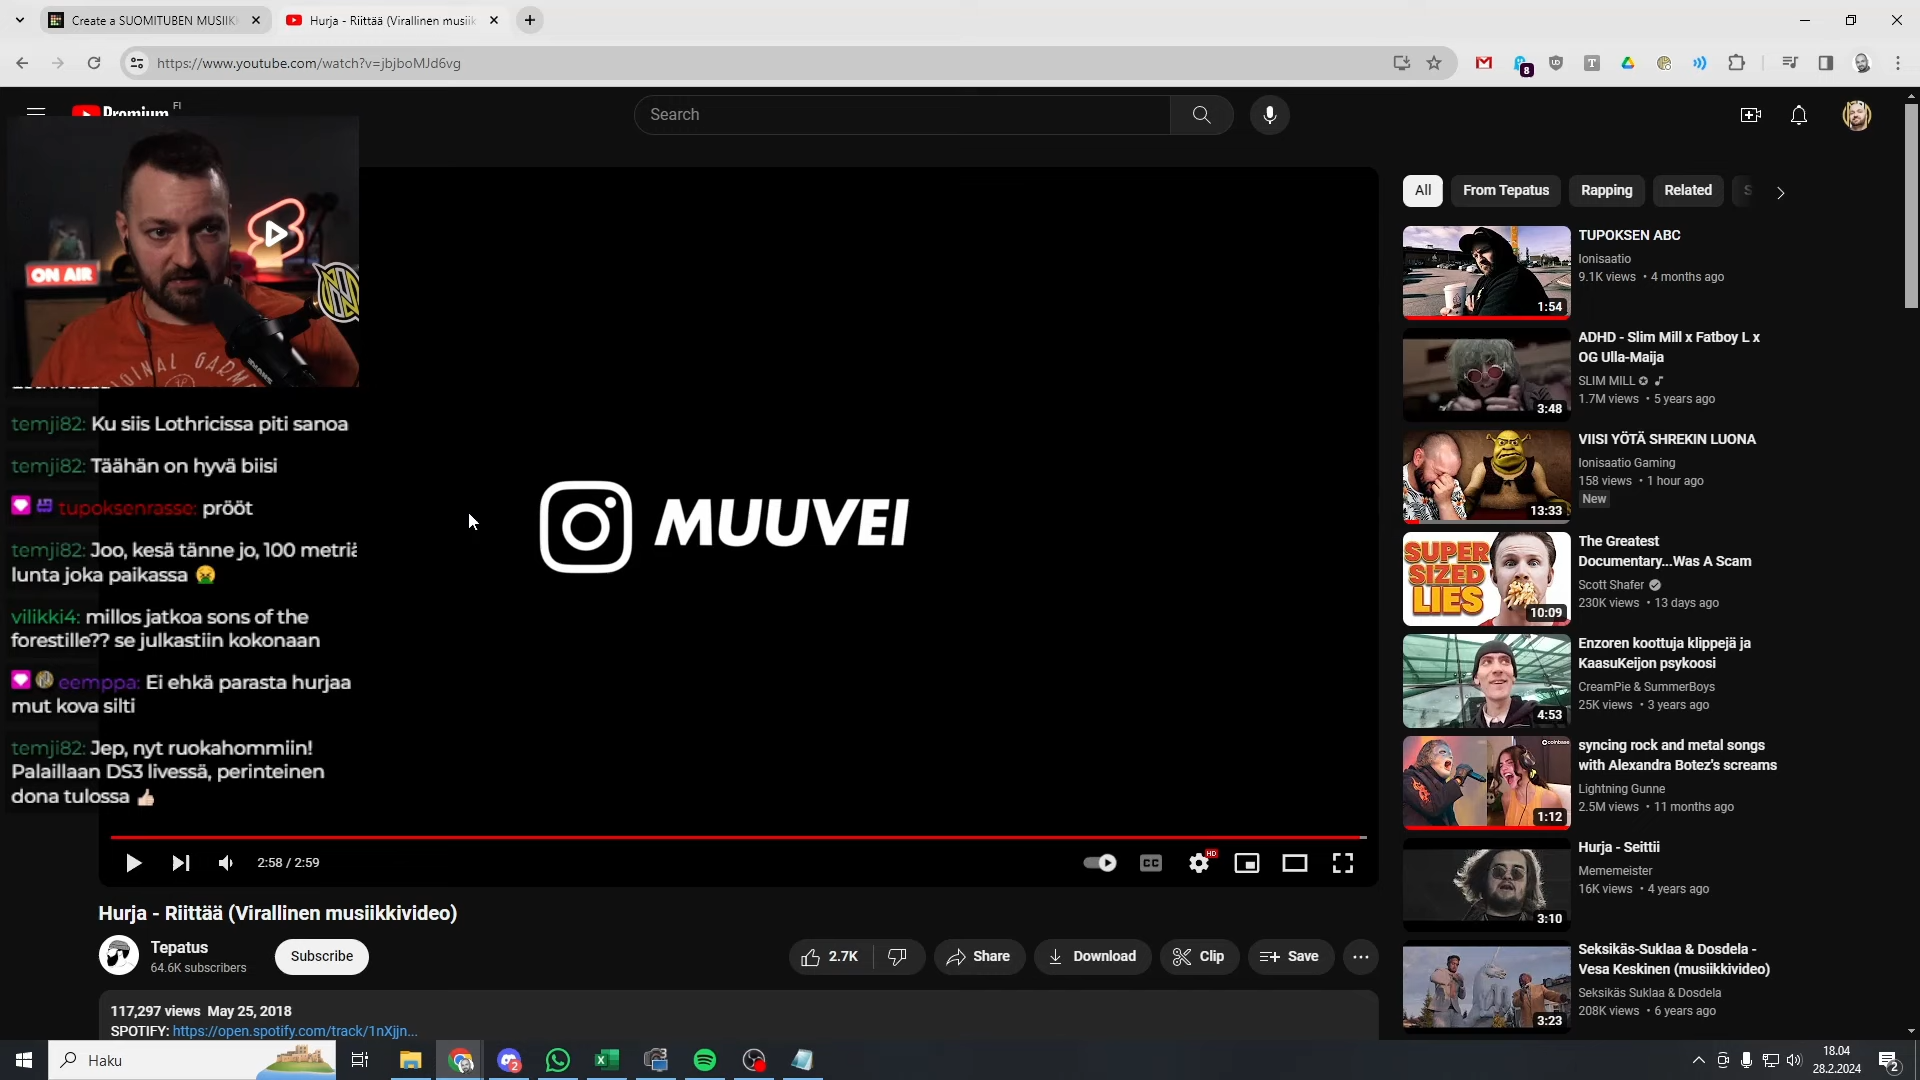 Create a SUOMITUBEN MUSIIK
Hurja - Riittää (Virallinen musiik
https://www.youtube.com/watch?v=jbjboMJd6vg
8
Premium FI
Search
ON AIR
temji82: Ku siis Lothricissa piti sanoa
temji82: Täähän on hyvä biisi
tupoksenrasse: prööt
temji82: Joo, kesä tänne jo, 100 metriä
lunta joka paikassa
vilikki4: millos jatkoa sons of the
forestille?? se julkastiin kokonaan
eemppa: Ei ehkä parasta hurjaa
mut kova silti
temji82: Jep, nyt ruokahommiin!
Palaillaan DS3 livessä, perinteinen
dona tulossa
MUUVEI
2:58 / 2:59
CC
HD
Hurja - Riittää (Virallinen musiikkivideo)
Tepatus
64.6K subscribers
Subscribe
2.7K
Share
Download
Clip
Save
117,297 views May 25, 2018
SPOTIFY: https://open.spotify.com/track/1nXjjn...
All
From Tepatus
Rapping
Related
TUPOKSEN ABC
Ionisaatio
9.1K views • 4 months ago
1:54
ADHD - Slim Mill x Fatboy L x
OG Ulla-Maija
SLIM MILL
1.7M views • 5 years ago
3:48
VIISI YÖTÄ SHREKIN LUONA
Ionisaatio Gaming
158 views • 1 hour ago
New
13:33
SUPER
SIZED
LIES
The Greatest
Documentary...Was A Scam
Scott Shafer
230K views • 13 days ago
10:09
Enzoren koottuja klippejä ja
KaasuKeijon psykoosi
CreamPie & SummerBoys
25K views • 3 years ago
4:53
coinbase
syncing rock and metal songs
with Alexandra Botez's screams
Lightning Gunne
2.5M views • 11 months ago
1:12
Hurja - Seittii
Mememeister
16K views • 4 years ago
3:10
Seksikäs-Suklaa & Dosdela -
Vesa Keskinen (musiikkivideo)
Seksikäs Suklaa & Dosdela
208K views • 6 years ago
3:23
Haku
2
18.04
28.2.2024
2